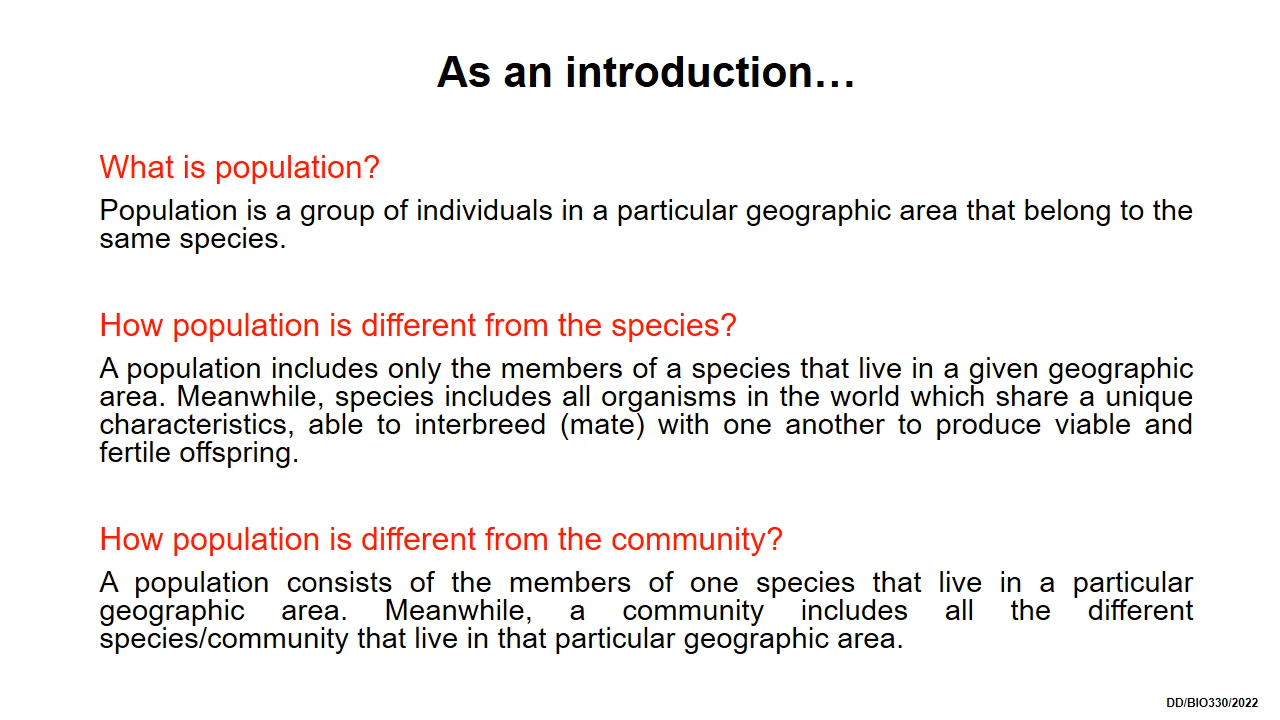 As an introduction…
What is population?
Population is a group of individuals in a particular geographic area that belong to the
same species.
How population is different from the species?
A population includes only the members of a species that live in a given geographic
area. Meanwhile, species includes all organisms in the world which share a unique
characteristics, able to interbreed (mate) with one another to produce viable and
fertile offspring.
How population is different from the community?
A population consists of the members of one species that live in a particular
geographic area. Meanwhile, a community includes all the different
species/community that live in that particular geographic area.
DD/BIO330/2022